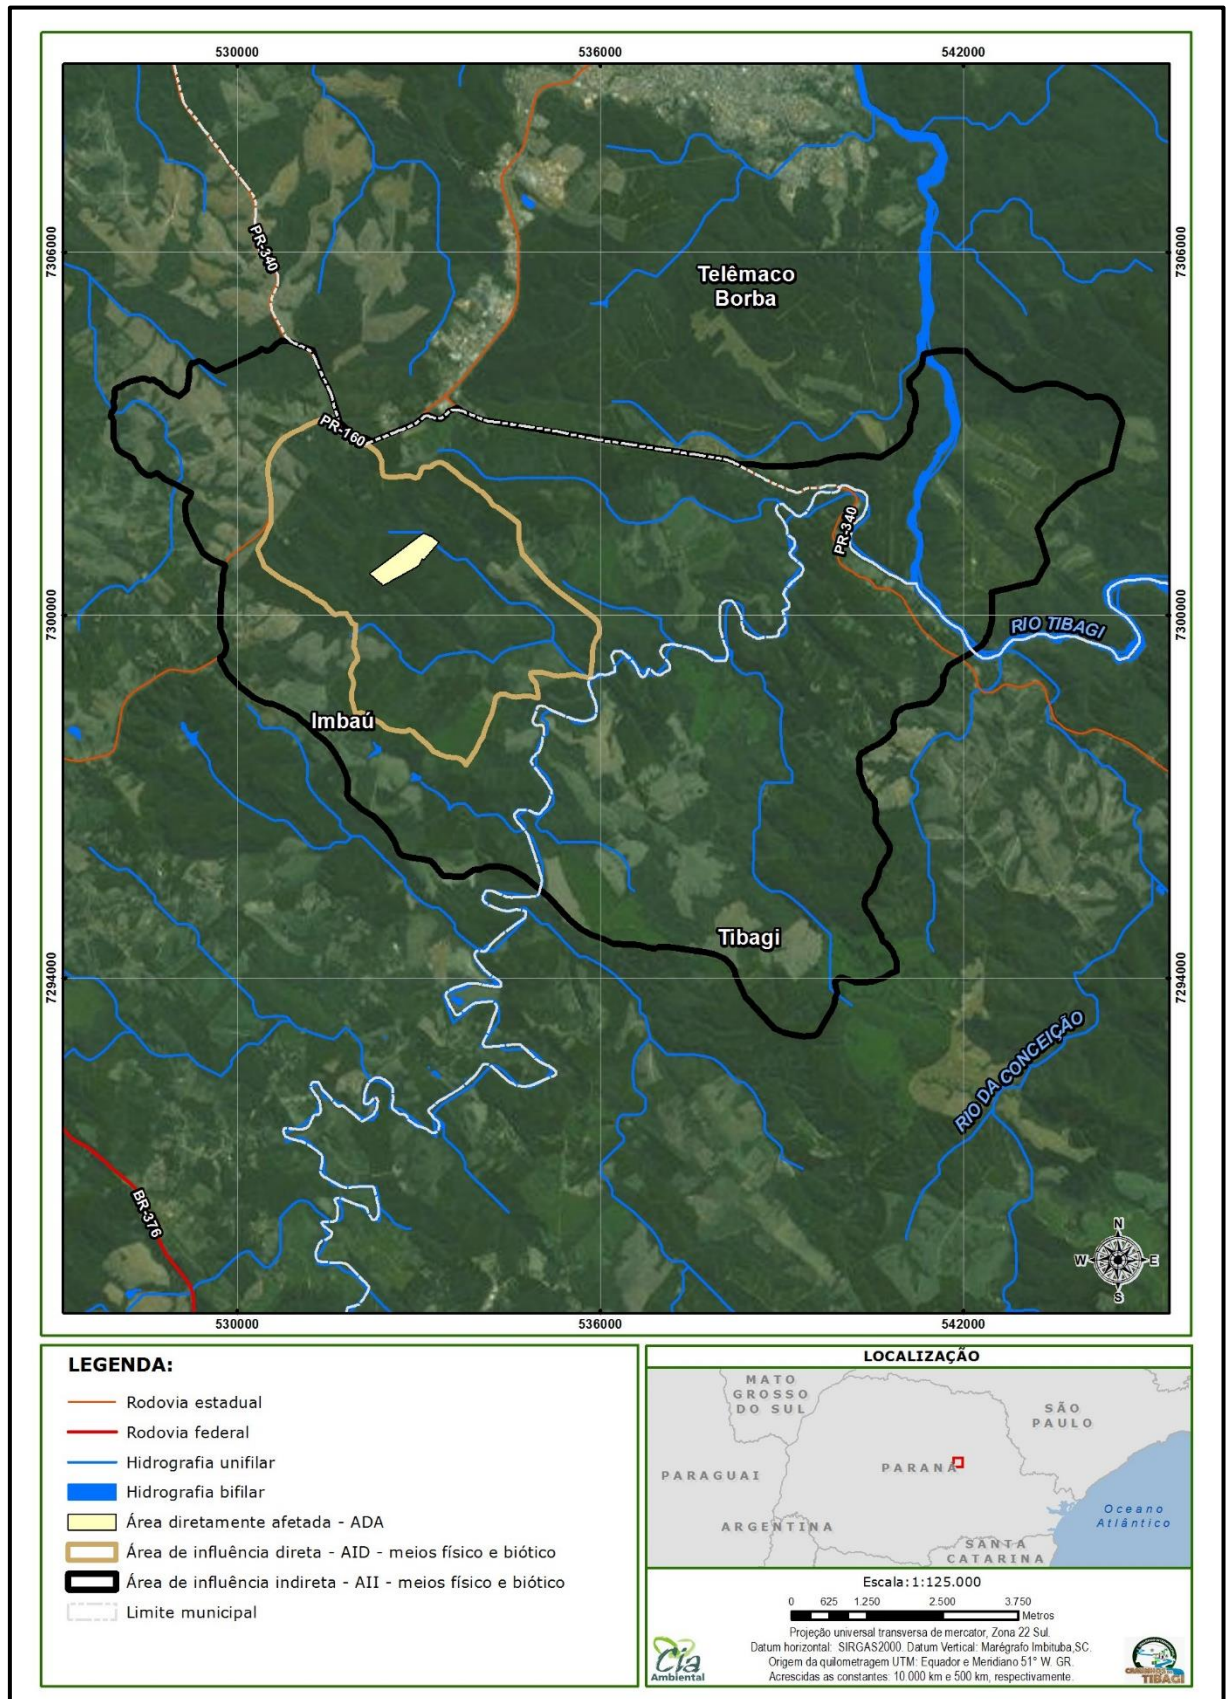 530000
536000
542000
PR-340
7306000
7306000
Telêmaco
Borba
PR-160
PR-340
7300000
7300000
RIO TIBAGI
Imbaú
Tibagi
7294000
7294000
RIO DA CONCEIÇÃO
BR-376
N
W
E
S
530000
536000
542000
LEGENDA:
Rodovia estadual
Rodovia federal
Hidrografia unifilar
Hidrografia bifilar
Área diretamente afetada - ADA
Área de influência direta - AID - meios físico e biótico
Área de influência indireta - AII - meios físico e biótico
Limite municipal
LOCALIZAÇÃO
MATO
GROSSO
DO SUL
SÃO
PAULO
PARAGUAI
PARANÁ
Oceano
Atlântico
ARGENTINA
SANTA
CATARINA
Escala:1:125.000
0 625 1.250 2.500 3.750
Metros
Projeção universal transversa de mercator, Zona 22 Sul.
Datum horizontal: SIRGAS2000. Datum Vertical: Marégrafo Imbituba,SC.
Origem da quilometragem UTM: Equador e Meridiano 51° W. GR.
Acrescidas as constantes: 10.000 km e 500 km, respectivamente.
Cia
Ambiental
TIBAGI